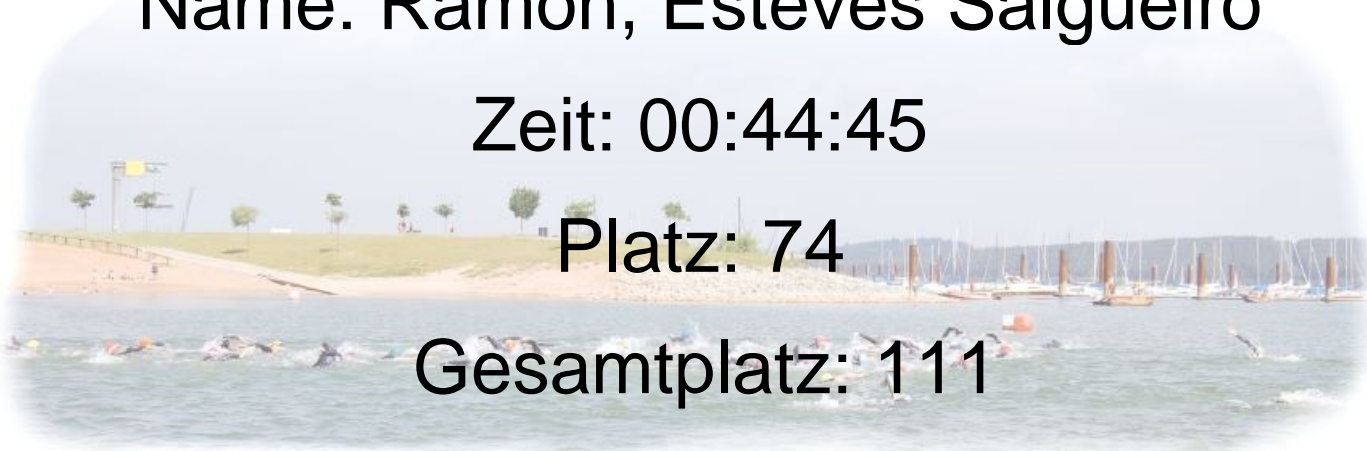 Name: Ramon, Esteves Salgueiro
Zeit: 00:44:45
Platz: 74
Gesamtplatz: 111